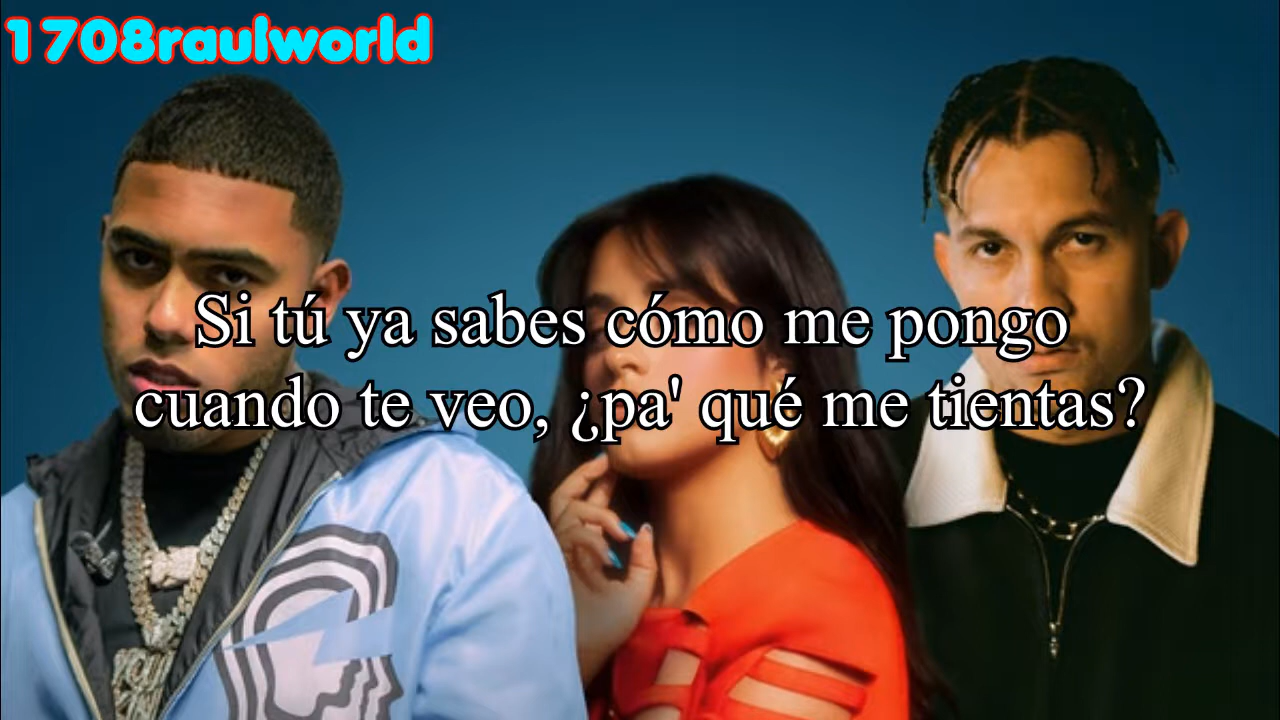 1708raulworld
Si tú ya sabes cómo me pongo
cuando te veo, ¿pa' qué me tientas?